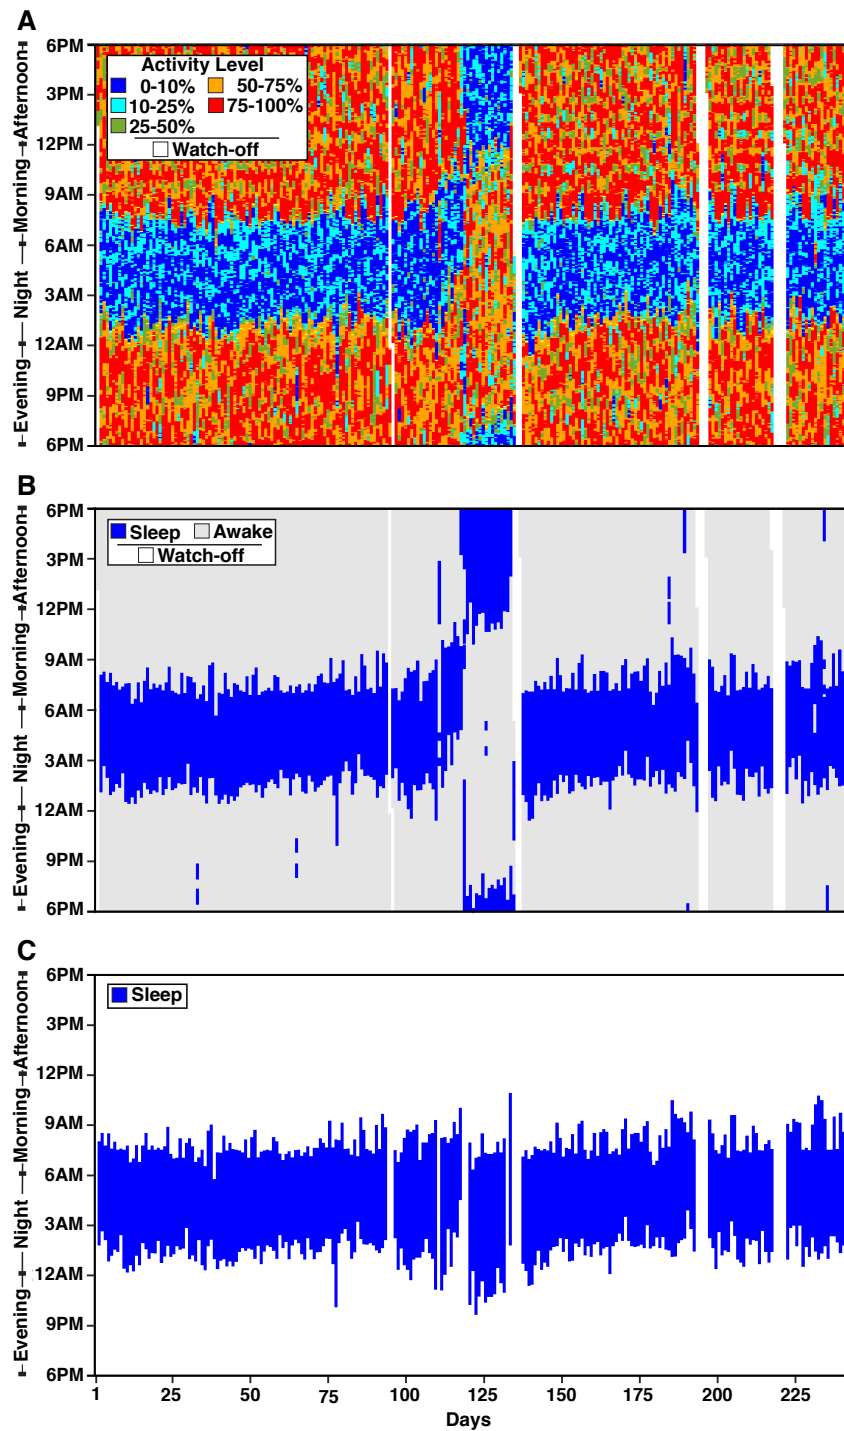 A
6PM
3PM
12PM
9AM
6AM
3AM
12AM
9PM
6PM
Evening Night Morning Afternoon
Activity Level
0-10% 50-75%
10-25% 75-100%
25-50%
Watch-off
B
6PM
3PM
12PM
9AM
6AM
3AM
12AM
9PM
6PM
Evening Night Morning Afternoon
Sleep Awake
Watch-off
C
6PM
3PM
12PM
9AM
6AM
3AM
12AM
9PM
6PM
Evening Night Morning Afternoon
Sleep
1 25 50 75 100 125 150 175 200 225
Days